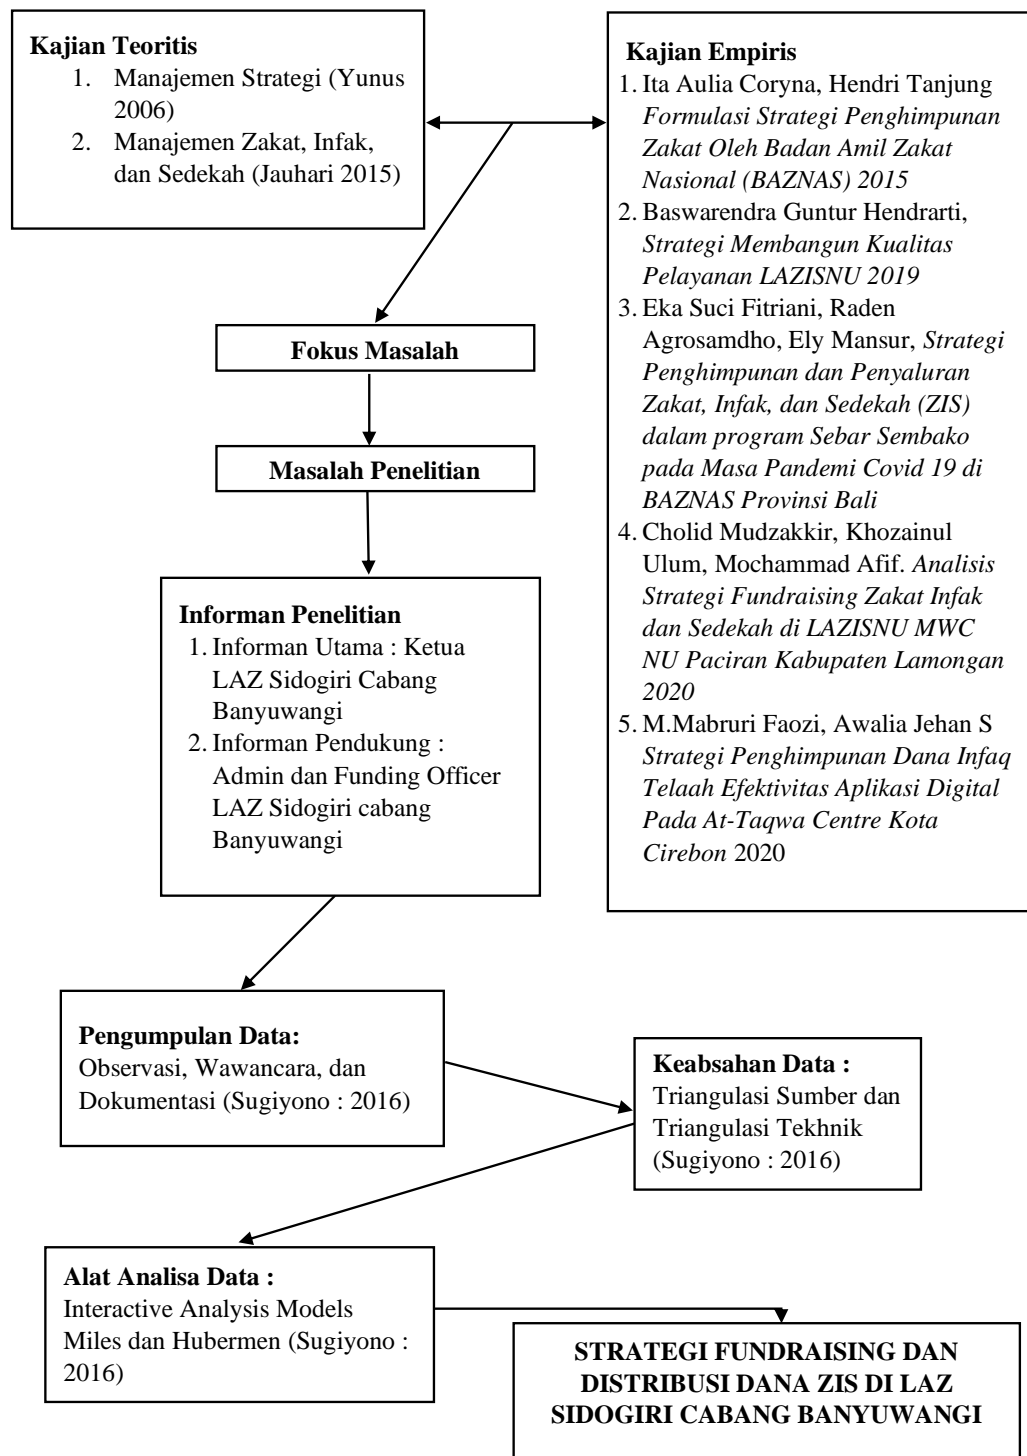 Kajian Teoritis
1. Manajemen Strategi (Yunus
2006)
2. Manajemen Zakat, Infak,
dan Sedekah (Jauhari 2015)
Kajian Empiris
1. Ita Aulia Coryna, Hendri Tanjung
Formulasi Strategi Penghimpunan
Zakat Oleh Badan Amil Zakat
Nasional (BAZNAS) 2015
2. Baswarendra Guntur Hendrarti,
Strategi Membangun Kualitas
Pelayanan LAZISNU 2019
3. Eka Suci Fitriani, Raden
Agrosamdho, Ely Mansur, Strategi
Penghimpunan dan Penyaluran
Zakat, Infak, dan Sedekah (ZIS)
dalam program Sebar Sembako
pada Masa Pandemi Covid 19 di
BAZNAS Provinsi Bali
4. Cholid Mudzakkir, Khozainul
Ulum, Mochammad Afif. Analisis
Strategi Fundraising Zakat Infak
dan Sedekah di LAZISNU MWC
NU Paciran Kabupaten Lamongan
2020
5. M.Mabruri Faozi, Awalia Jehan S
Strategi Penghimpunan Dana Infaq
Telaah Efektivitas Aplikasi Digital
Pada At-Taqwa Centre Kota
Cirebon 2020
Fokus Masalah
Masalah Penelitian
Informan Penelitian
1. Informan Utama : Ketua
LAZ Sidogiri Cabang
Banyuwangi
2. Informan Pendukung :
Admin dan Funding Officer
LAZ Sidogiri cabang
Banyuwangi
Pengumpulan Data:
Observasi, Wawancara, dan
Dokumentasi (Sugiyono : 2016)
Keabsahan Data :
Triangulasi Sumber dan
Triangulasi Tekhnik
(Sugiyono : 2016)
Alat Analisa Data :
Interactive Analysis Models
Miles dan Hubermen (Sugiyono :
2016)
STRATEGI FUNDRAISING DAN
DISTRIBUSI DANA ZIS DI LAZ
SIDOGIRI CABANG BANYUWANGI